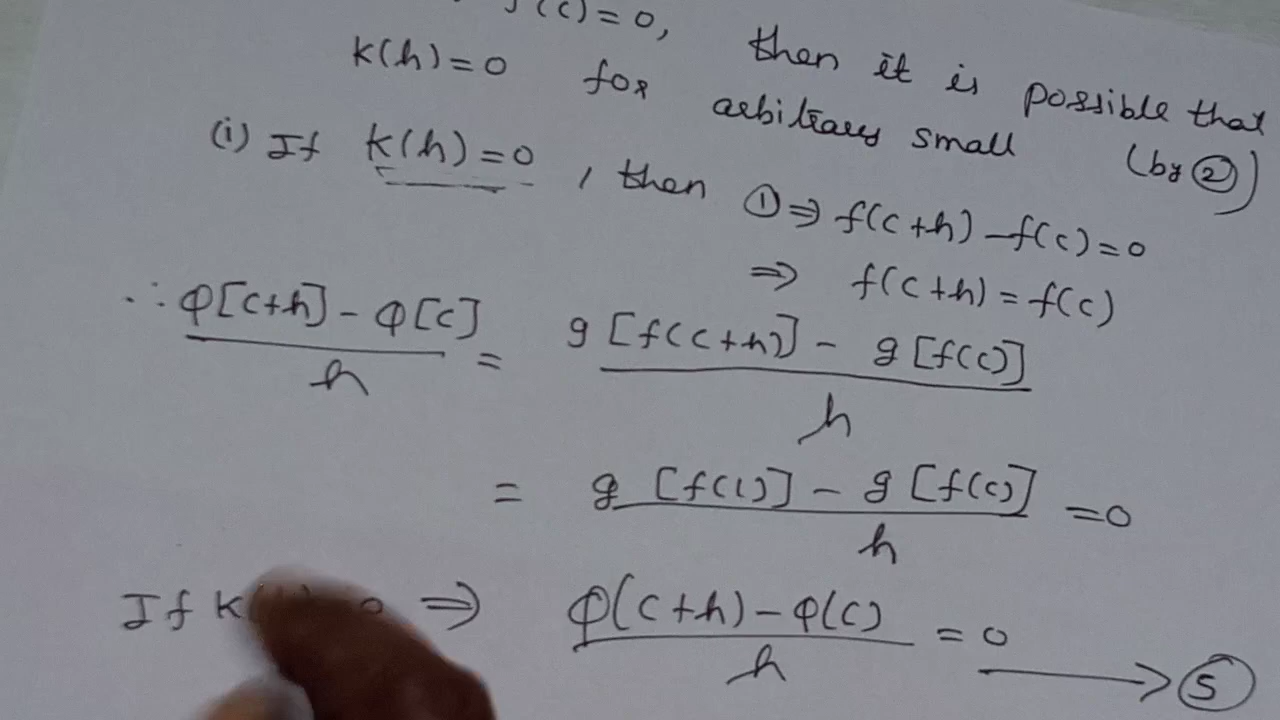 f(c) = 0, then it is possible that
k(h) = 0 for arbitrary small (by ②)
(i) If k(h) = 0, then ① ⇒ f(c+h) - f(c) = 0
⇒ f(c+h) = f(c)
∴ φ[c+h] - φ[c] / h = g[f(c+h)] - g[f(c)] / h
= g[f(c)] - g[f(c)] / h = 0
If k ⇒ φ(c+h) - φ(c) / h = 0 → ⑤